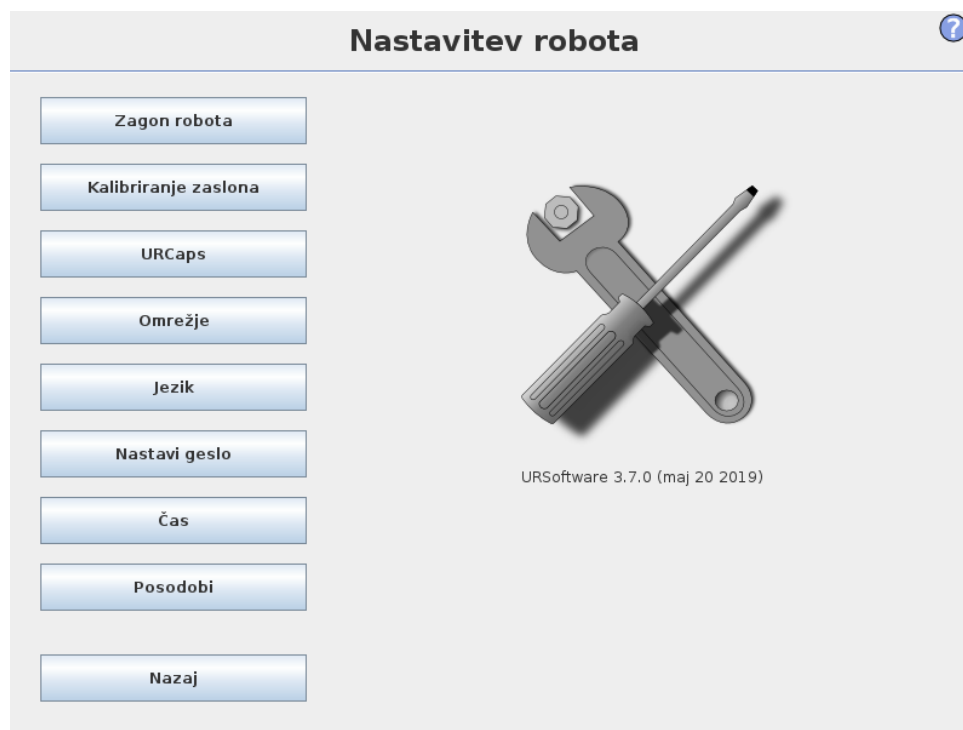 Nastavitev robota
?
Zagon robota
Kalibriranje zaslona
URCaps
Omrežje
Jezik
Nastavi geslo
Čas
Posodobi
Nazaj
URSoftware 3.7.0 (maj 20 2019)